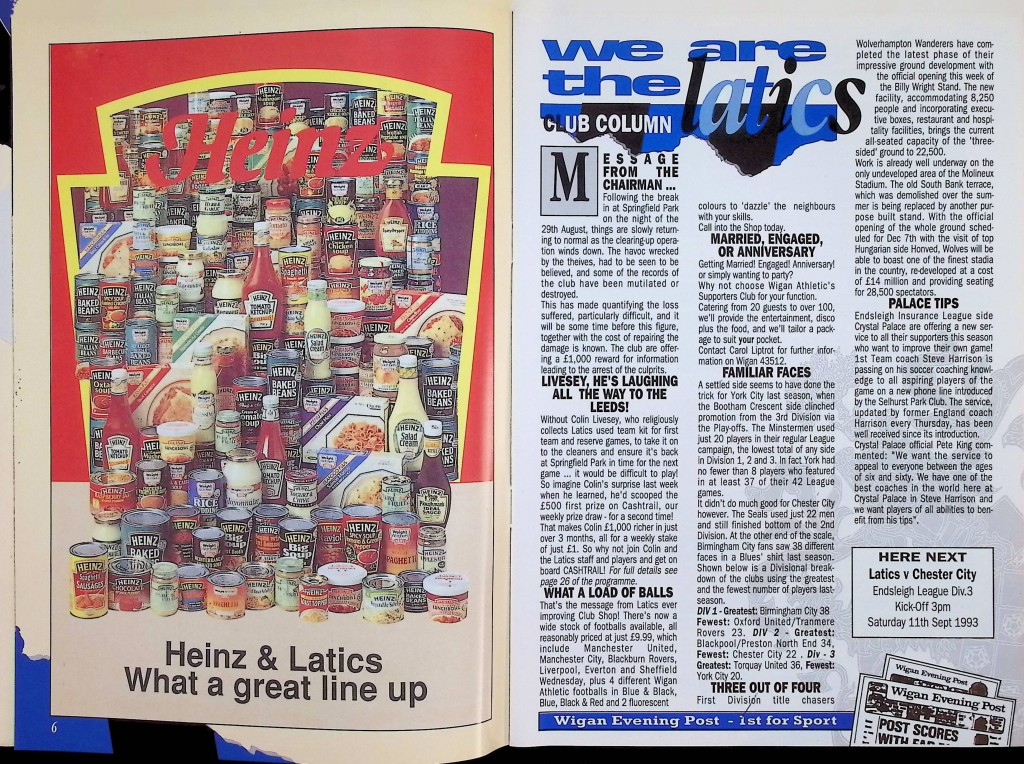 Heinz
Heinz & Latics
What a great line up
6
we are
the latics
CLUB COLUMN
MESSAGE
FROM THE
CHAIRMAN ...
Following the break
in at Springfield Park
on the night of the
29th August, things are slowly return-
ing to normal as the clearing-up opera-
tion winds down. The havoc wrecked
by the theives, had to be seen to be
believed, and some of the records of
the club have been mutilated or
destroyed.
This has made quantifing the loss
suffered, particularly difficult, and it
will be some time before this figure,
together with the cost of repairing the
damage is known. The club are offer-
ing a £1,000 reward for information
leading to the arrest of the culprits.
LIVESEY, HE'S LAUGHING
ALL THE WAY TO THE
LEEDS!
Without Colin Livesey, who religiously
collects Latics used team kit for first
team and reserve games, to take it on
to the cleaners and ensure it's back
at Springfield Park in time for the next
game ... it would be difficult to play!
So imagine Colin's surprise last week
when he learned, he'd scooped the
£500 first prize on Cashtrail, our
weekly prize draw - for a second time!
That makes Colin £1,000 richer in just
over 3 months, all for a weekly stake
of just £1. So why not join Colin and
the Latics staff and players and get on
board CASHTRAIL! For full details see
page 26 of the programme.
WHAT A LOAD OF BALLS
That's the message from Latics ever
improving Club Shop! There's now a
wide stock of footballs available, all
reasonably priced at just £9.99, which
include Manchester United,
Manchester City, Blackburn Rovers,
Liverpool, Everton and Sheffield
Wednesday, plus 4 different Wigan
Athletic footballs in Blue & Black,
Blue, Black & Red and 2 fluorescent
colours to 'dazzle' the neighbours
with your skills.
Call into the Shop today.
MARRIED, ENGAGED,
OR ANNIVERSARY
Getting Married! Engaged! Anniversary!
or simply wanting to party?
Why not choose Wigan Athletic's
Supporters Club for your function.
Catering from 20 guests to over 100,
we'll provide the entertainment, disco
plus the food, and we'll tailor a pack-
age to suit your pocket.
Contact Carol Liptrot for further infor-
mation on Wigan 43512.
FAMILIAR FACES
A settled side seems to have done the
trick for York City last season, when
the Bootham Crescent side clinched
promotion from the 3rd Division via
the Play-offs. The Minstermen used
just 20 players in their regular League
campaign, the lowest total of any side
in Division 1, 2 and 3. In fact York had
no fewer than 8 players who featured
in at least 37 of their 42 League
games.
It didn't do much good for Chester City
however. The Seals used just 22 men
and still finished bottom of the 2nd
Division. At the other end of the scale,
Birmingham City fans saw 38 different
faces in a Blues' shirt last season.
Shown below is a Divisional break-
down of the clubs using the greatest
and the fewest number of players last-
season.
DIV 1 - Greatest: Birmingham City 38
Fewest: Oxford United/Tranmere
Rovers 23. DIV 2 - Greatest:
Blackpool/Preston North End 34,
Fewest: Chester City 22 . Div - 3
Greatest: Torquay United 36, Fewest:
York City 20.
THREE OUT OF FOUR
First Division title chasers
Wolverhampton Wanderers have com-
pleted the latest phase of their
impressive ground development with
the official opening this week of
the Billy Wright Stand. The new
facility, accommodating 8,250
people and incorporating execu-
tive boxes, restaurant and hospi-
tality facilities, brings the current
all-seated capacity of the 'three-
sided' ground to 22,500.
Work is already well underway on the
only undeveloped area of the Molineux
Stadium. The old South Bank terrace,
which was demolished over the sum-
mer is being replaced by another pur-
pose built stand. With the official
opening of the whole ground sched-
uled for Dec 7th with the visit of top
Hungarian side Honved, Wolves will be
able to boast one of the finest stadia
in the country, re-developed at a cost
of £14 million and providing seating
for 28,500 spectators.
PALACE TIPS
Endsleigh Insurance League side
Crystal Palace are offering a new ser-
vice to all their supporters this season
who want to improve their own game!
1st Team coach Steve Harrison is
passing on his soccer coaching knowl-
edge to all aspiring players of the
game on a new phone line introduced
by the Selhurst Park Club. The service,
updated by former England coach
Harrison every Thursday, has been
well received since its introduction.
Crystal Palace official Pete King com-
mented: "We want the service to
appeal to everyone between the ages
of six and sixty. We have one of the
best coaches in the world here at
Crystal Palace in Steve Harrison and
we want players of all abilities to ben-
efit from his tips".
HERE NEXT
Latics v Chester City
Endsleigh League Div.3
Kick-Off 3pm
Saturday 11th Sept 1993
Wigan Evening Post
Wigan Evening Post
POST SCORES
Wigan Evening Post - 1st for Sport